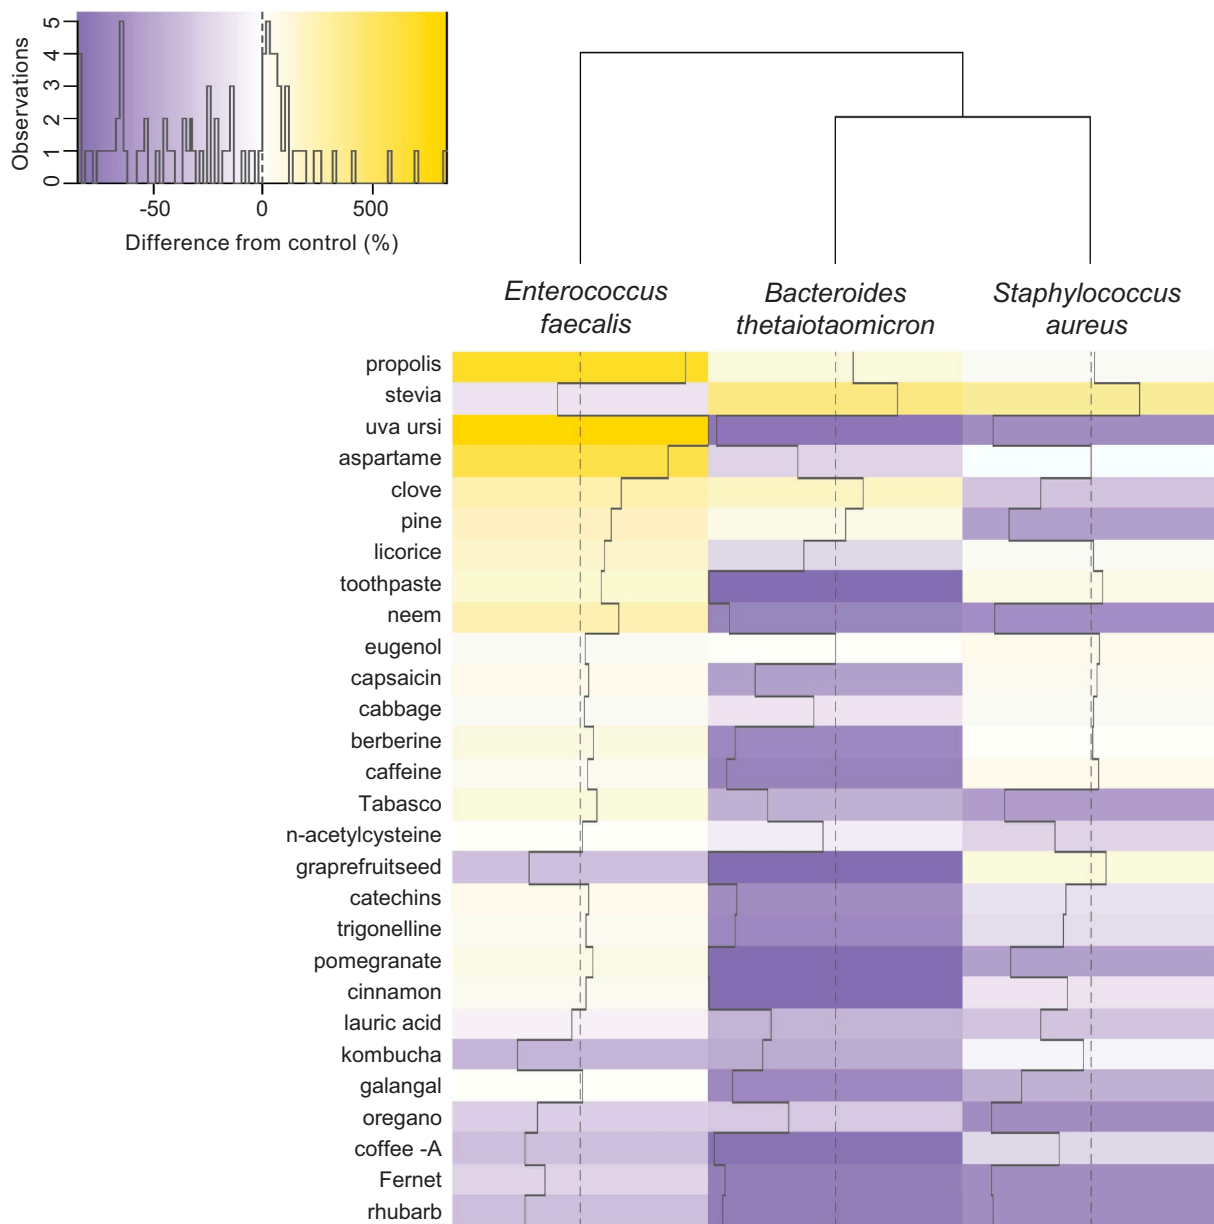 5
4
3
2
1
0
Observations
-50 0 500
Difference from control (%)
Enterococcus
faecalis
Bacteroides
thetaiotaomicron
Staphylococcus
aureus
propolis
stevia
uva ursi
aspartame
clove
pine
licorice
toothpaste
neem
eugenol
capsaicin
cabbage
berberine
caffeine
Tabasco
n-acetylcysteine
graprefruitseed
catechins
trigonelline
pomegranate
cinnamon
lauric acid
kombucha
galangal
oregano
coffee -A
Fernet
rhubarb